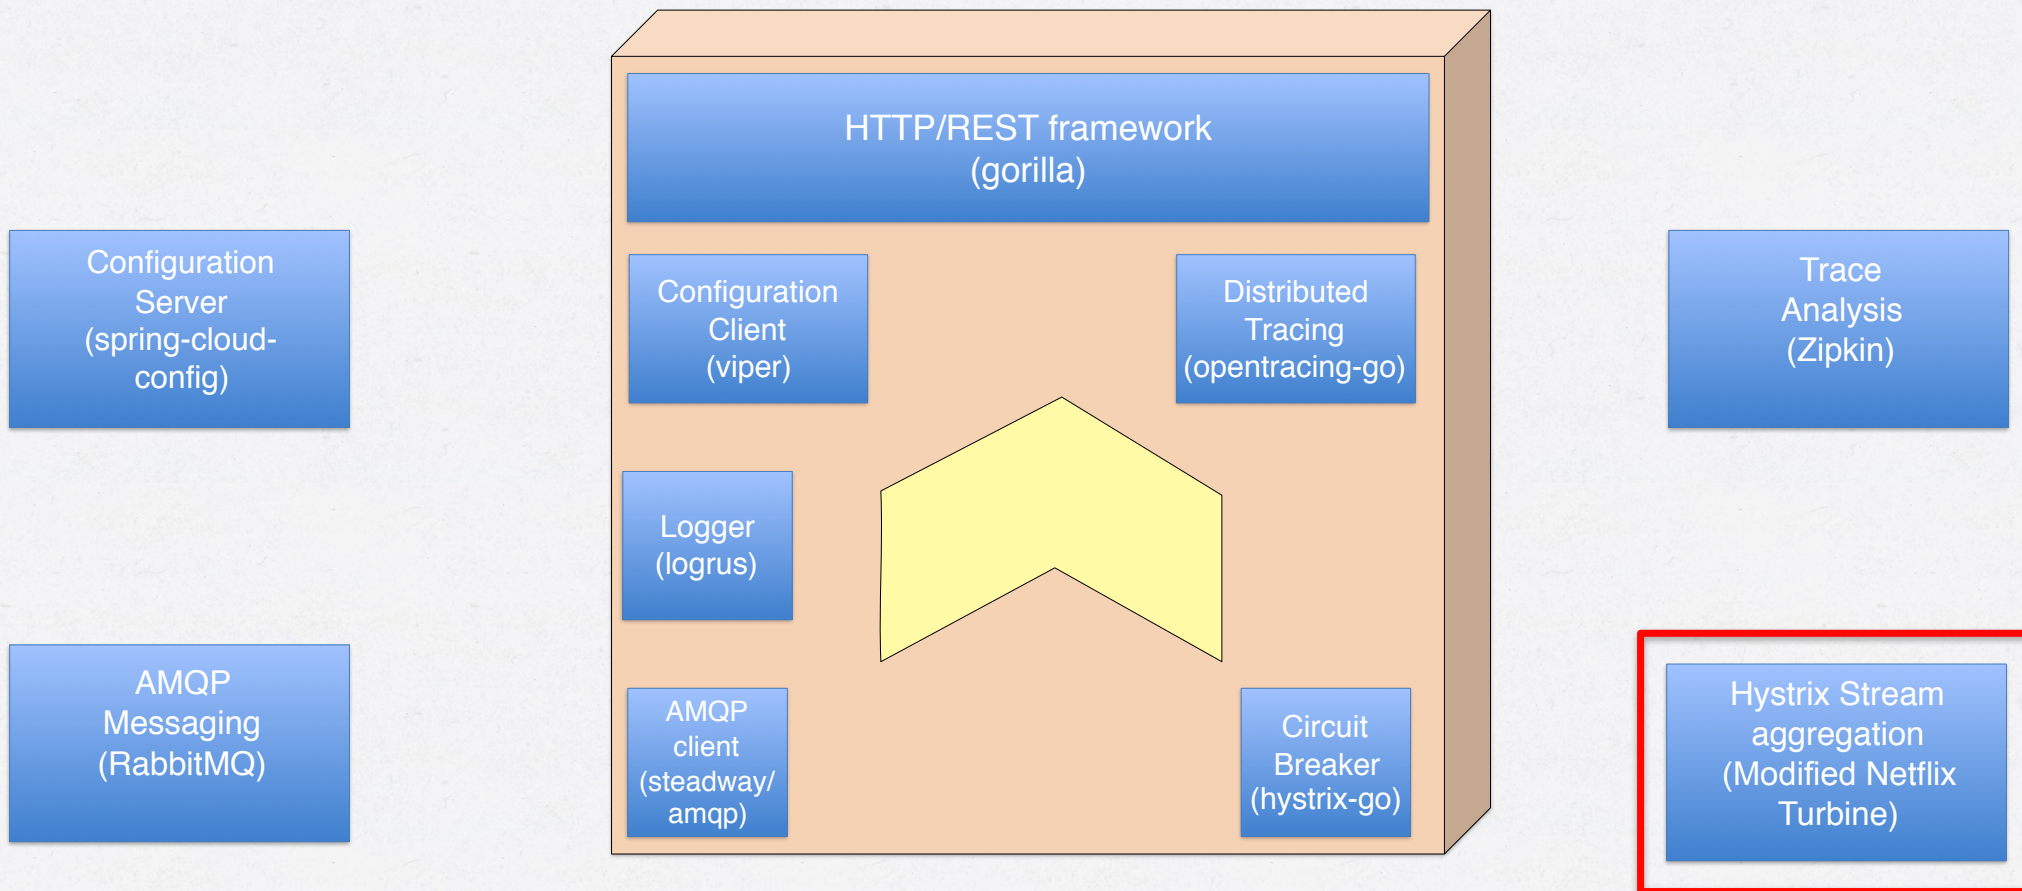 HTTP/REST framework
(gorilla)
Configuration
Server
(spring-cloud-
config)
Configuration
Client
(viper)
Distributed
Tracing
(opentracing-go)
Trace
Analysis
(Zipkin)
Logger
(logrus)
AMQP
Messaging
(RabbitMQ)
AMQP
client
(steadway/
amqp)
Circuit
Breaker
(hystrix-go)
Hystrix Stream
aggregation
(Modified Netflix
Turbine)